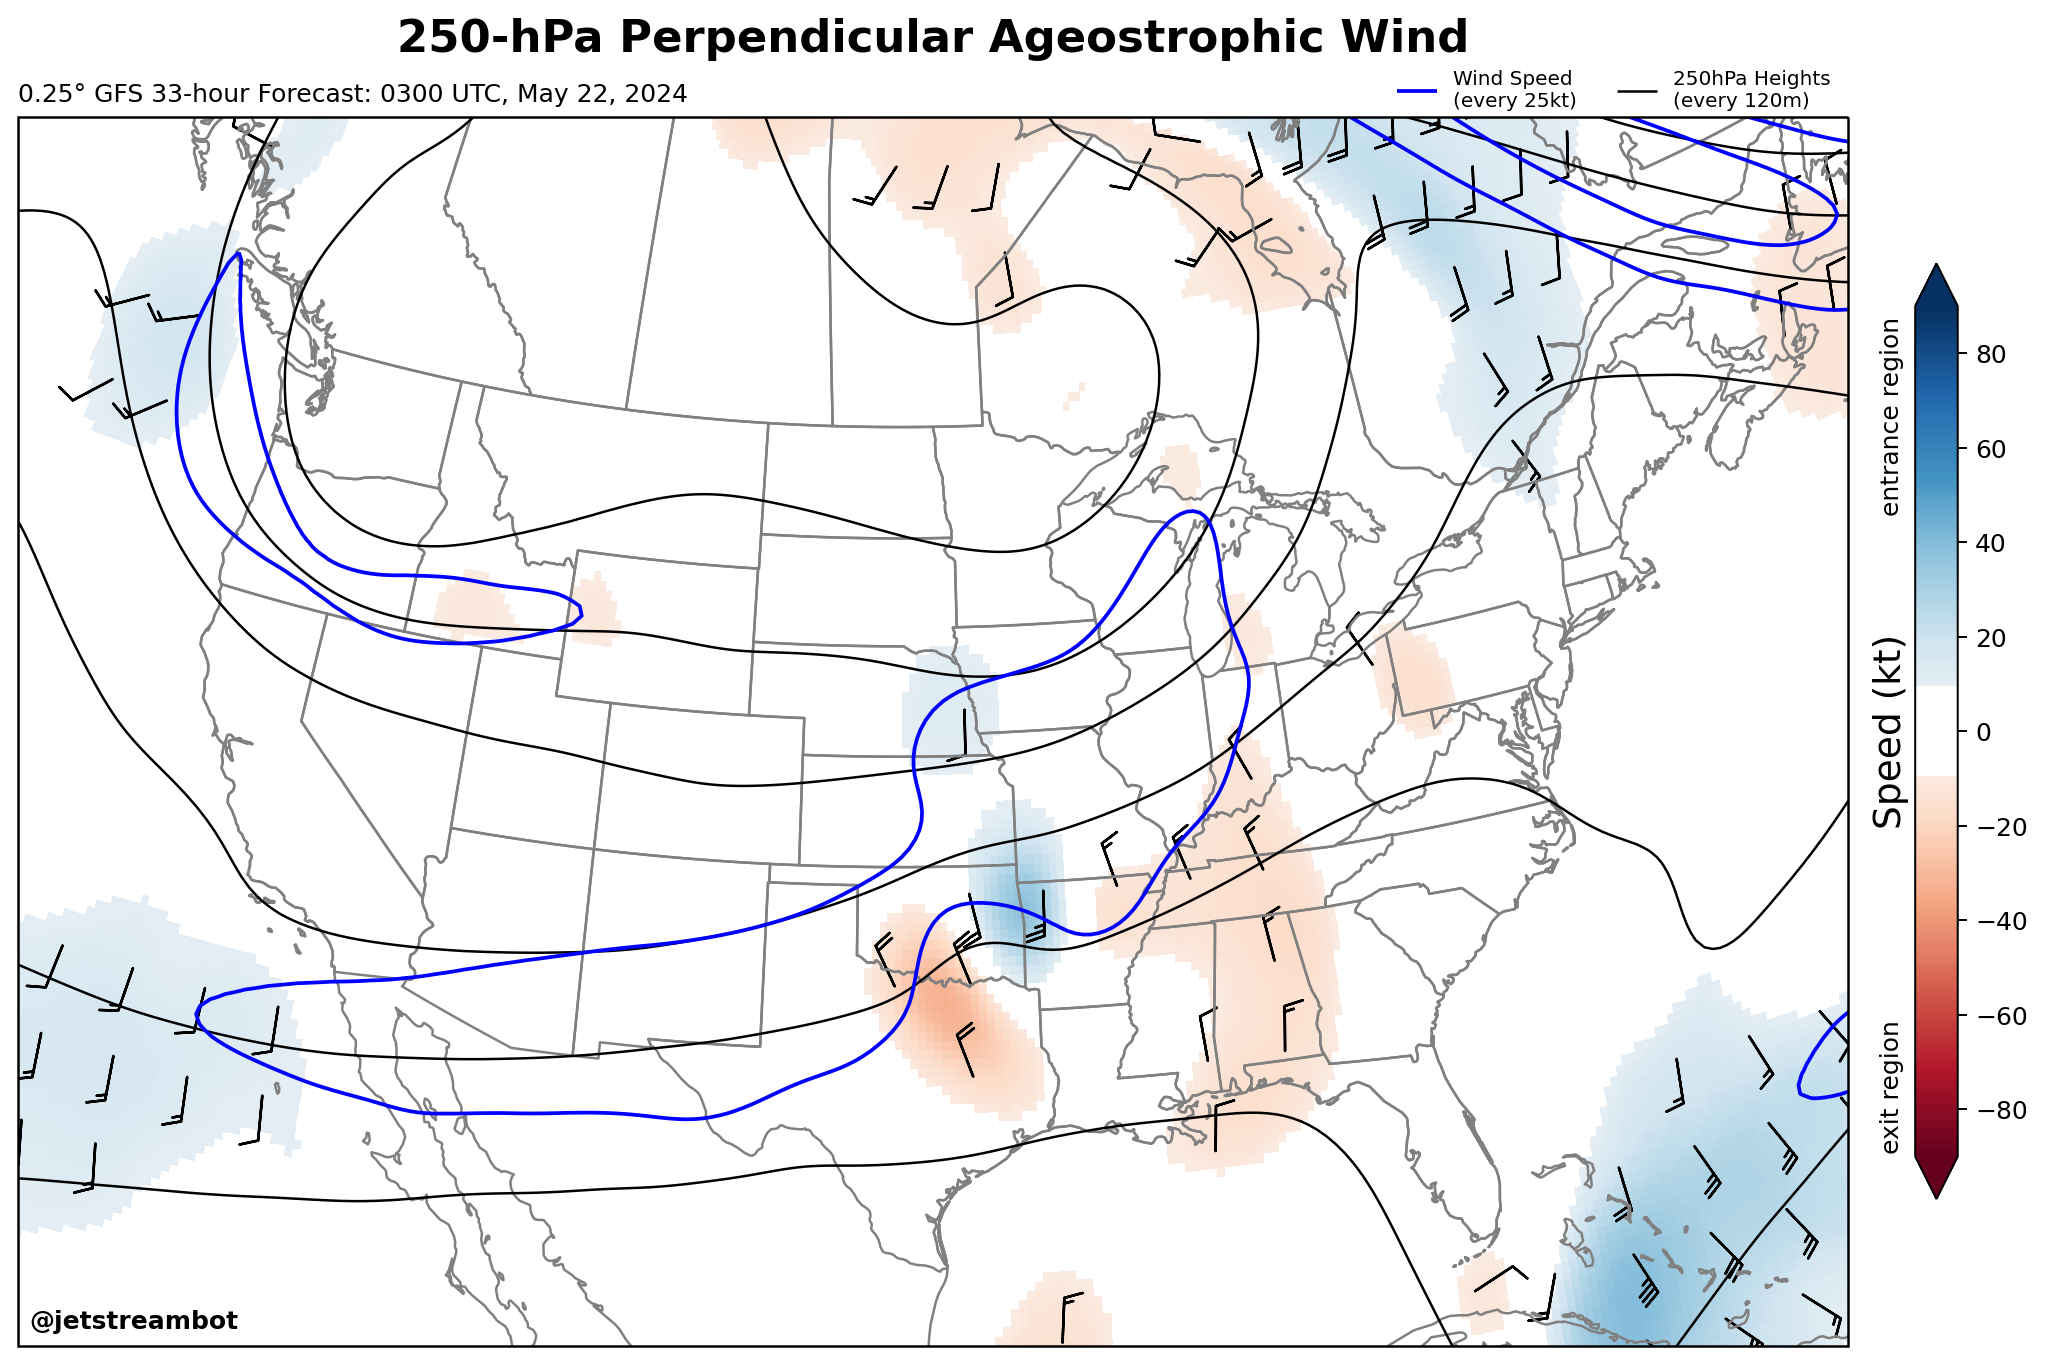 250-hPa Perpendicular Ageostrophic Wind
0.25° GFS 33-hour Forecast: 0300 UTC, May 22, 2024
Wind Speed
(every 25kt)
250hPa Heights
(every 120m)
80
60
40
20
0
−20
−40
−60
−80
entrance region
Speed (kt)
exit region
@jetstreambot